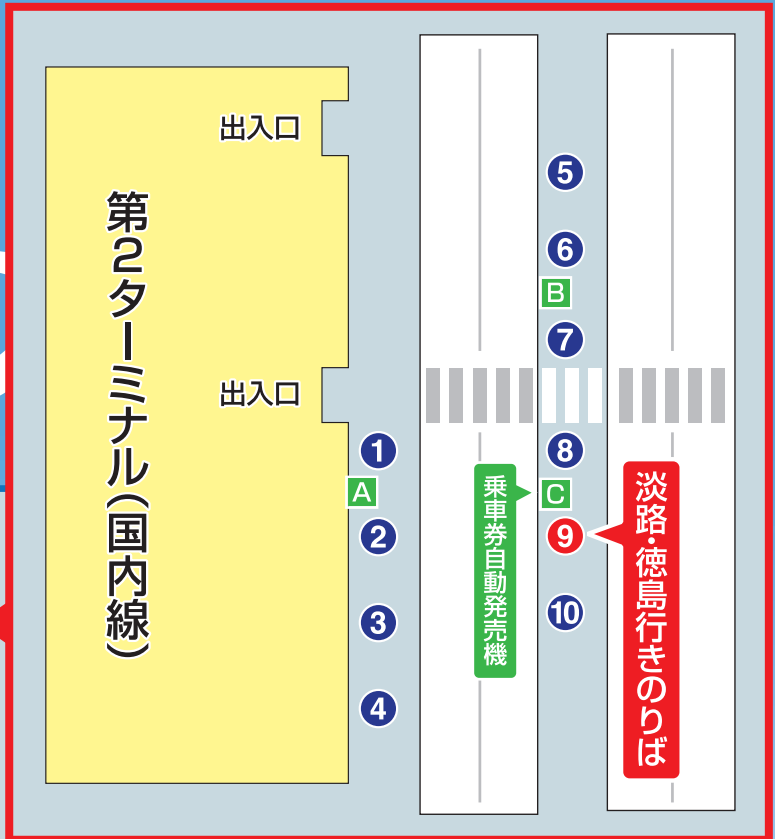 出入口
第2ターミナル(国内線)
出入口
1
A
2
3
4
5
6
B
7
8
C
9
10
乗車券自動発売機
淡路・徳島行きのりば